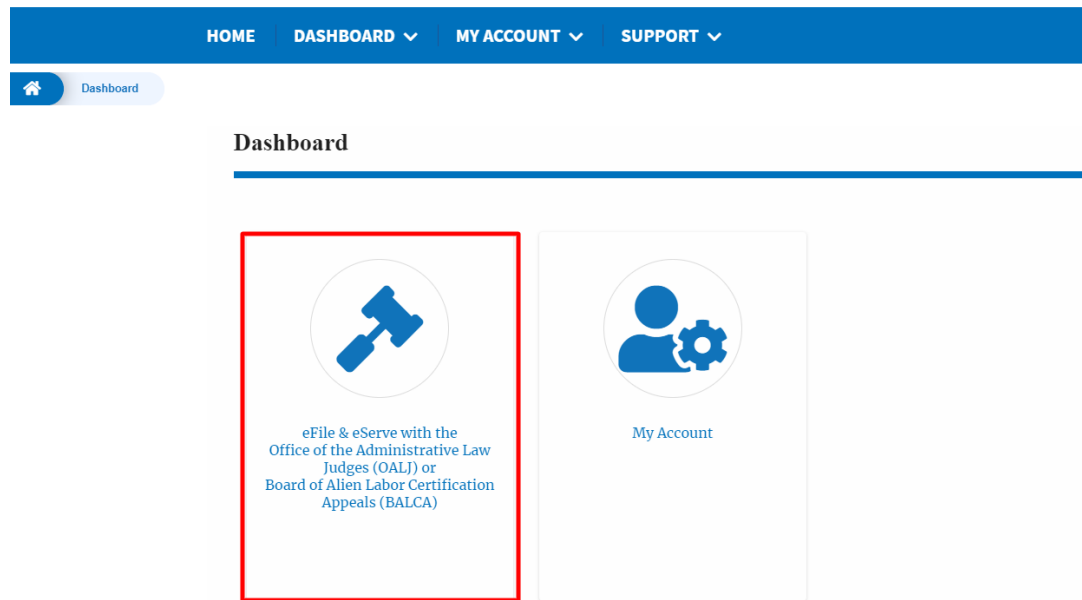 HOME DASHBOARD MY ACCOUNT SUPPORT
Dashboard
Dashboard
eFile & eServe with the
Office of the Administrative Law
Judges (OALJ) or
Board of Alien Labor Certification
Appeals (BALCA)
My Account